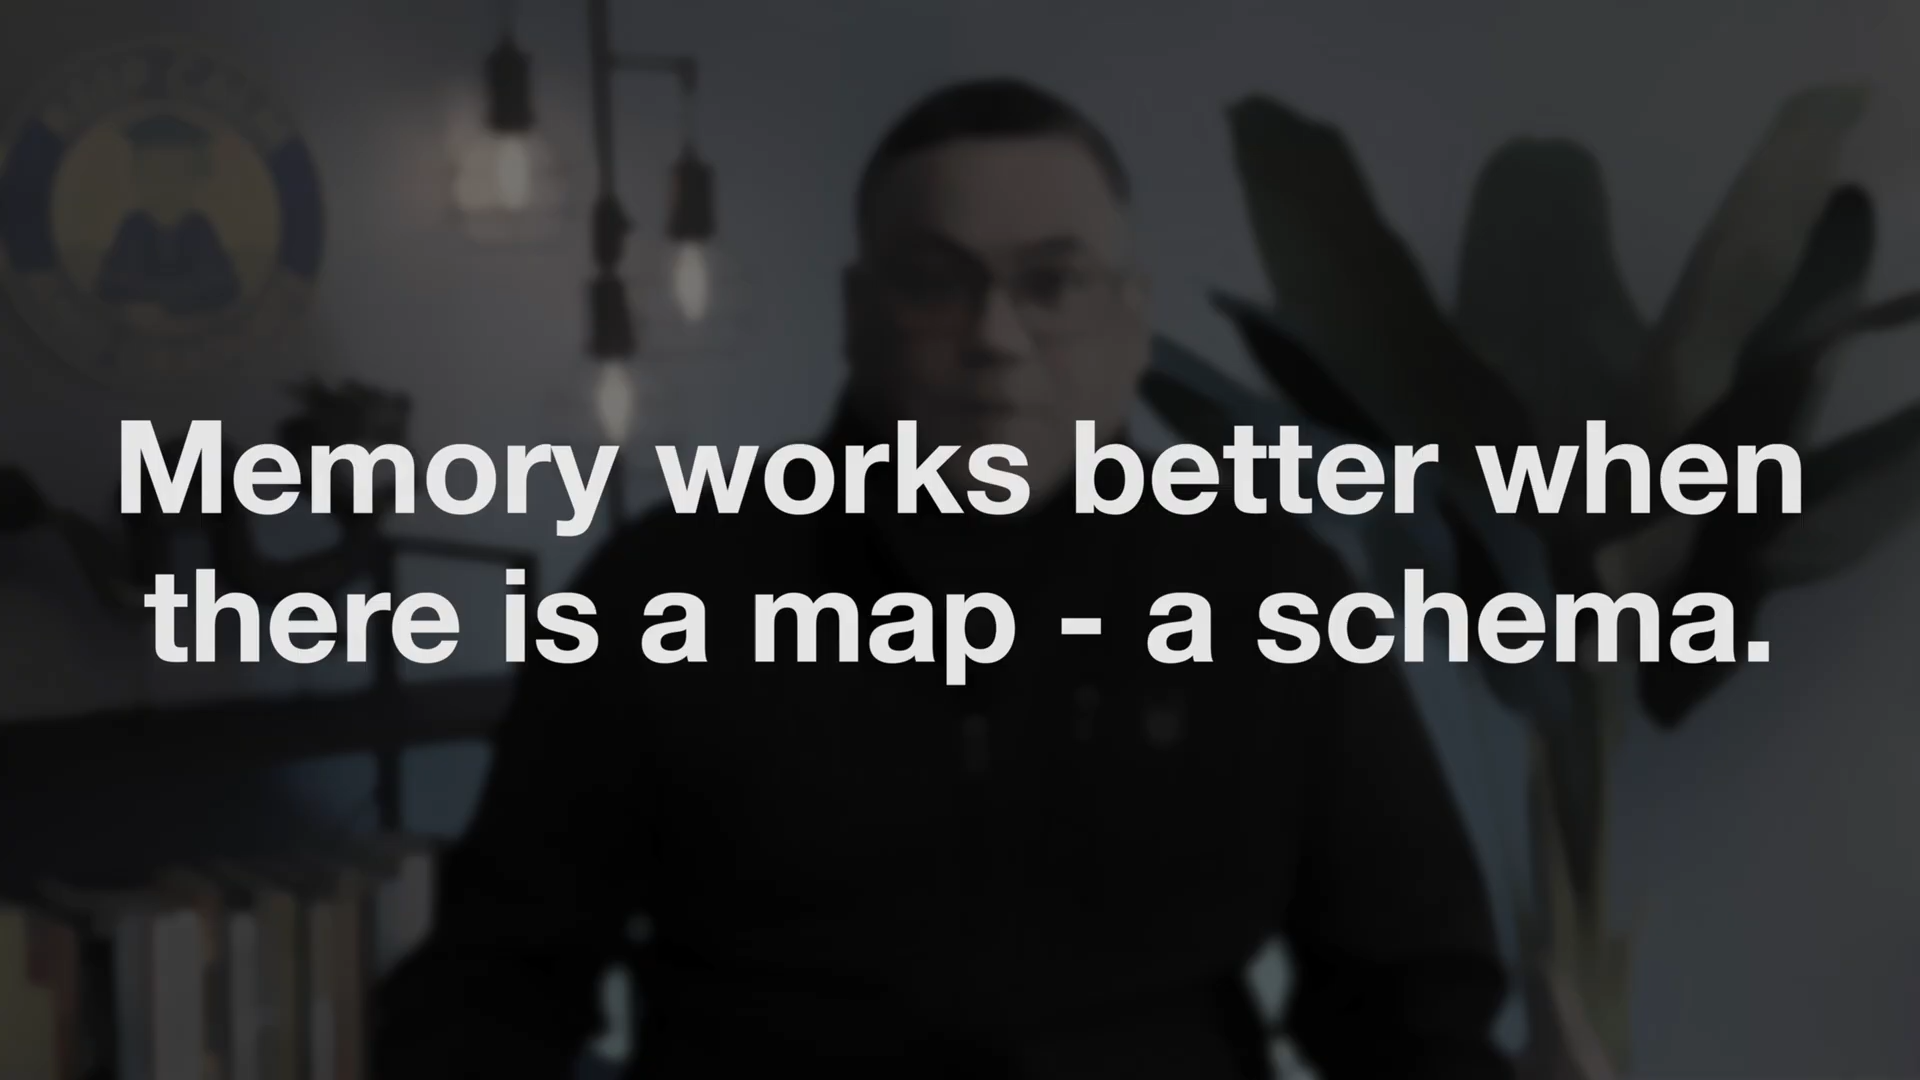 Memory works better when
there is a map - a schema.